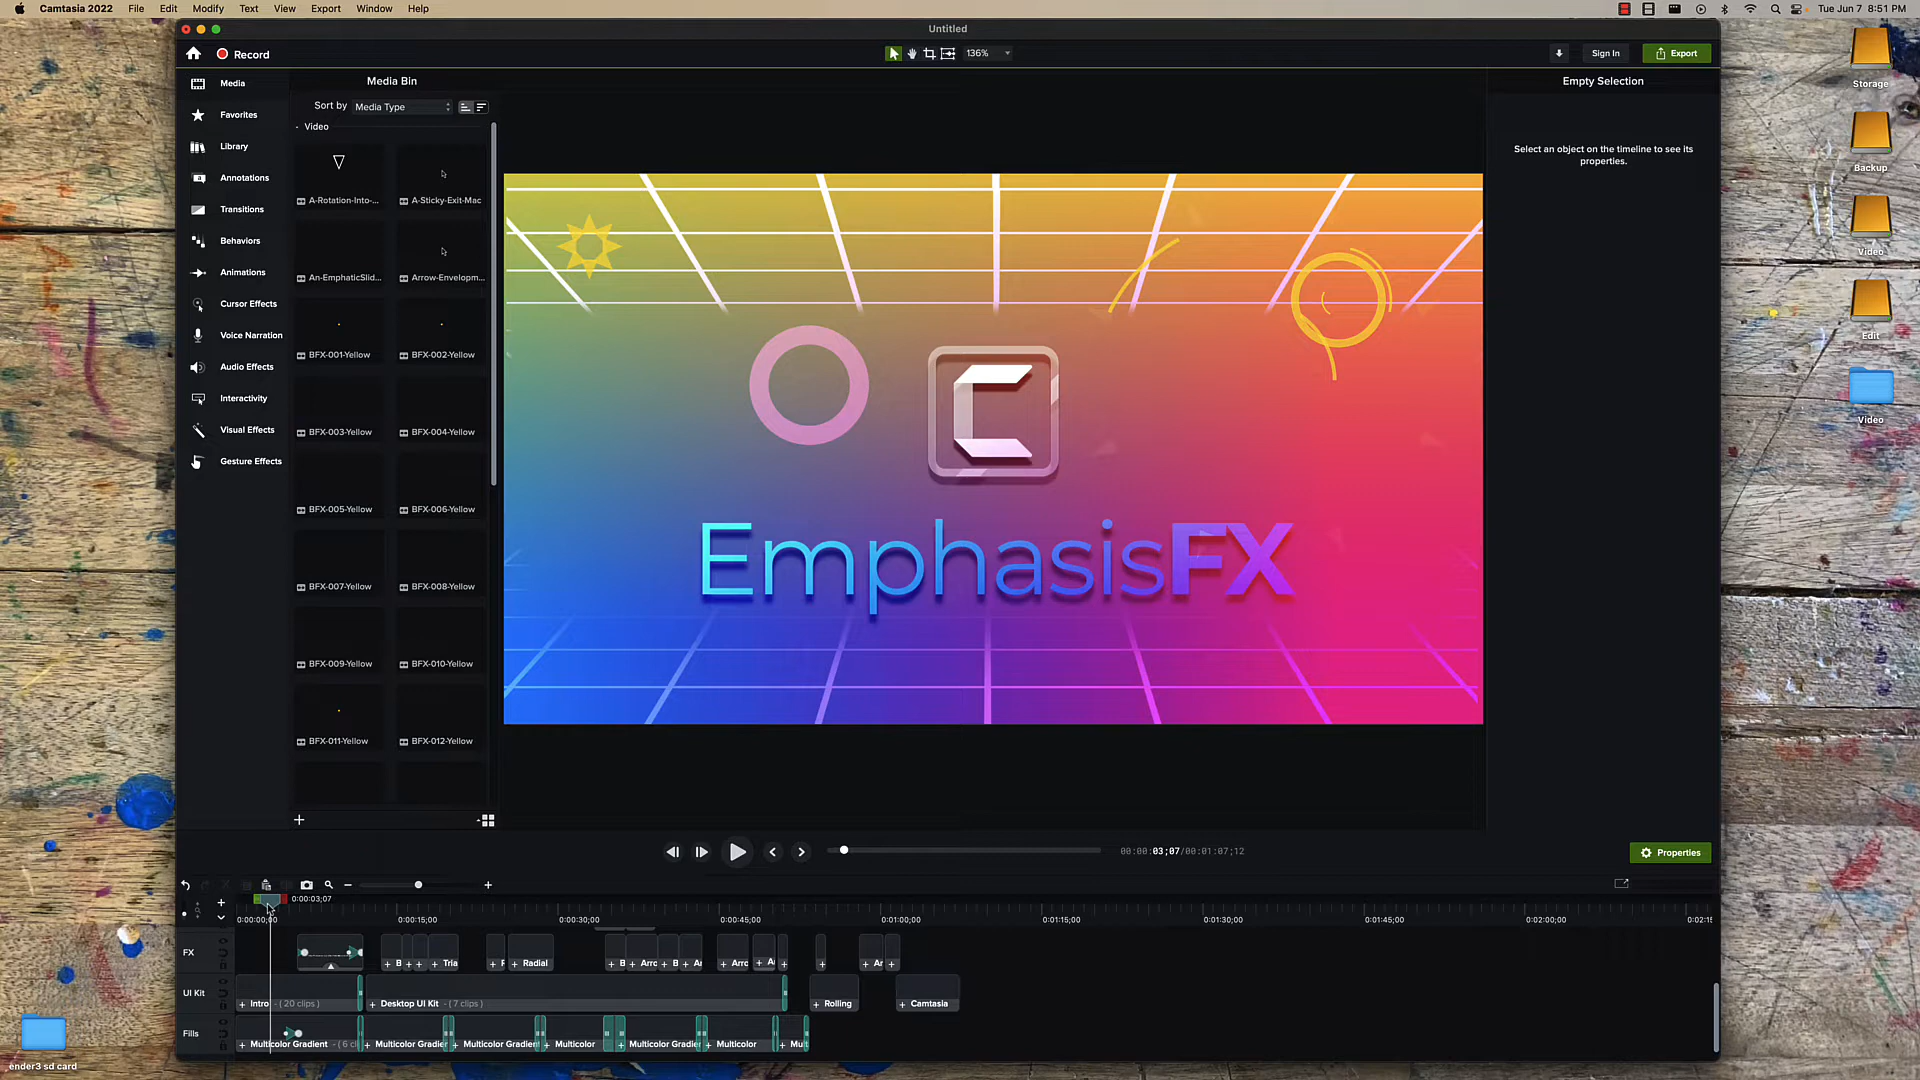 Camtasia 2022 File Edit Modify Text View Export Window Help
Tue Jun 7 8:51 PM
Untitled
Record
136%
Sign In
Export
Media
Favorites
Library
Annotations
Transitions
Behaviors
Animations
Cursor Effects
Voice Narration
Audio Effects
Interactivity
Visual Effects
Gesture Effects
Media Bin
Sort by Media Type
Video
A-Rotation-Into-... A-Sticky-Exit-Mac
An-EmphaticSlid... Arrow-Envelopm...
BFX-001-Yellow BFX-002-Yellow
BFX-003-Yellow BFX-004-Yellow
BFX-005-Yellow BFX-006-Yellow
BFX-007-Yellow BFX-008-Yellow
BFX-009-Yellow BFX-010-Yellow
BFX-011-Yellow BFX-012-Yellow
EmphasisFX
Empty Selection
Select an object on the timeline to see its
properties.
Storage
Backup
Video
Edit
Video
00:00:03;07/00:01:07;12
Properties
0:00:03;07
0:00:00;00 0:00:15;00 0:00:30;00 0:00:45;00 0:01:00;00 0:01:15;00 0:01:30;00 0:01:45;00 0:02:00;00 0:02:15
FX B Tria F Radial B Arro B Ar Arro A Ar
UI Kit Intro - ( 20 clips ) Desktop UI Kit - ( 7 clips ) Rolling Camtasia
Fills Multicolor Gradient - ( 6 cl Multicolor Gradien Multicolor Gradient Multicolor Multicolor Gradien Multicolor Mult
ender3 sd card